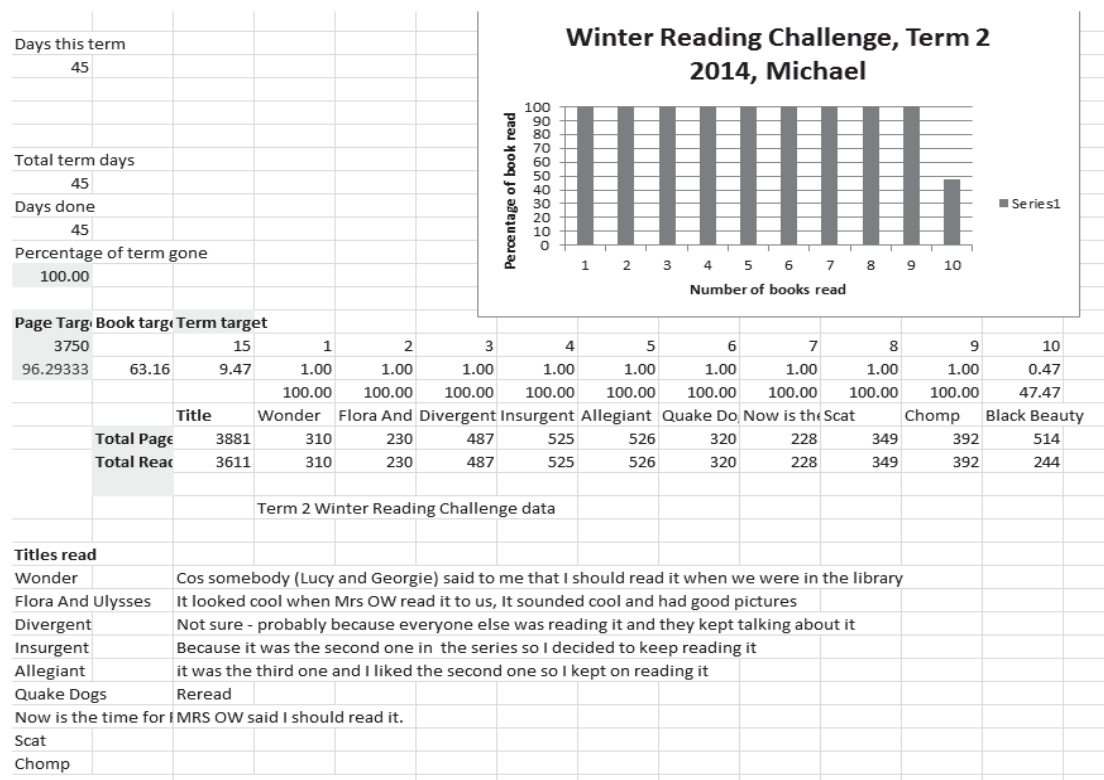 Days this term
45
Total term days
45
Days done
45
Percentage of term gone
100.00
Winter Reading Challenge, Term 2
2014, Michael
Percentage of book read
100
90
80
70
60
50
40
30
20
10
0
1 2 3 4 5 6 7 8 9 10
Number of books read
Series1
Page Targ Book targe Term target
3750 15 1 2 3 4 5 6 7 8 9 10
96.29333 63.16 9.47 1.00 1.00 1.00 1.00 1.00 1.00 1.00 1.00 1.00 0.47
100.00 100.00 100.00 100.00 100.00 100.00 100.00 100.00 100.00 47.47
Title Wonder Flora And Divergent Insurgent Allegiant Quake Do Now is the Scat Chomp Black Beauty
Total Page 3881 310 230 487 525 526 320 228 349 392 514
Total Read 3611 310 230 487 525 526 320 228 349 392 244
Term 2 Winter Reading Challenge data
Titles read
Wonder Cos somebody (Lucy and Georgie) said to me that I should read it when we were in the library
Flora And Ulysses It looked cool when Mrs OW read it to us, It sounded cool and had good pictures
Divergent Not sure - probably because everyone else was reading it and they kept talking about it
Insurgent Because it was the second one in the series so I decided to keep reading it
Allegiant it was the third one and I liked the second one so I kept on reading it
Quake Dogs Reread
Now is the time for MRS OW said I should read it.
Scat
Chomp